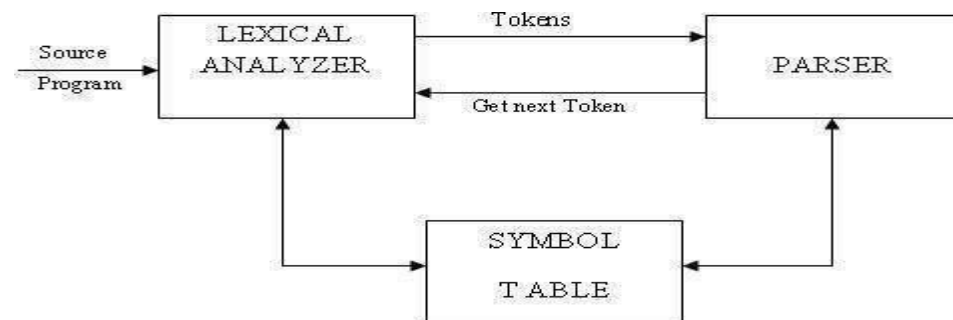 LEXICAL
ANALYZER
Source
Program
Tokens
Get next Token
PARSER
SYMBOL
TABLE